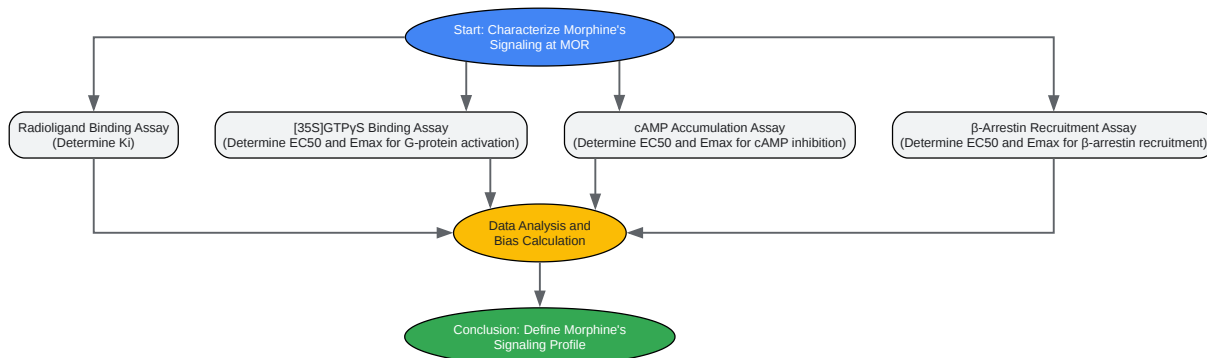 Start: Characterize Morphine's
Signaling at MOR
Radioligand Binding Assay
(Determine Ki)
[35S]GTPγS Binding Assay
(Determine EC50 and Emax for G-protein activation)
cAMP Accumulation Assay
(Determine EC50 and Emax for cAMP inhibition)
β-Arrestin Recruitment Assay
(Determine EC50 and Emax for β-arrestin recruitment)
Data Analysis and
Bias Calculation
Conclusion: Define Morphine's
Signaling Profile